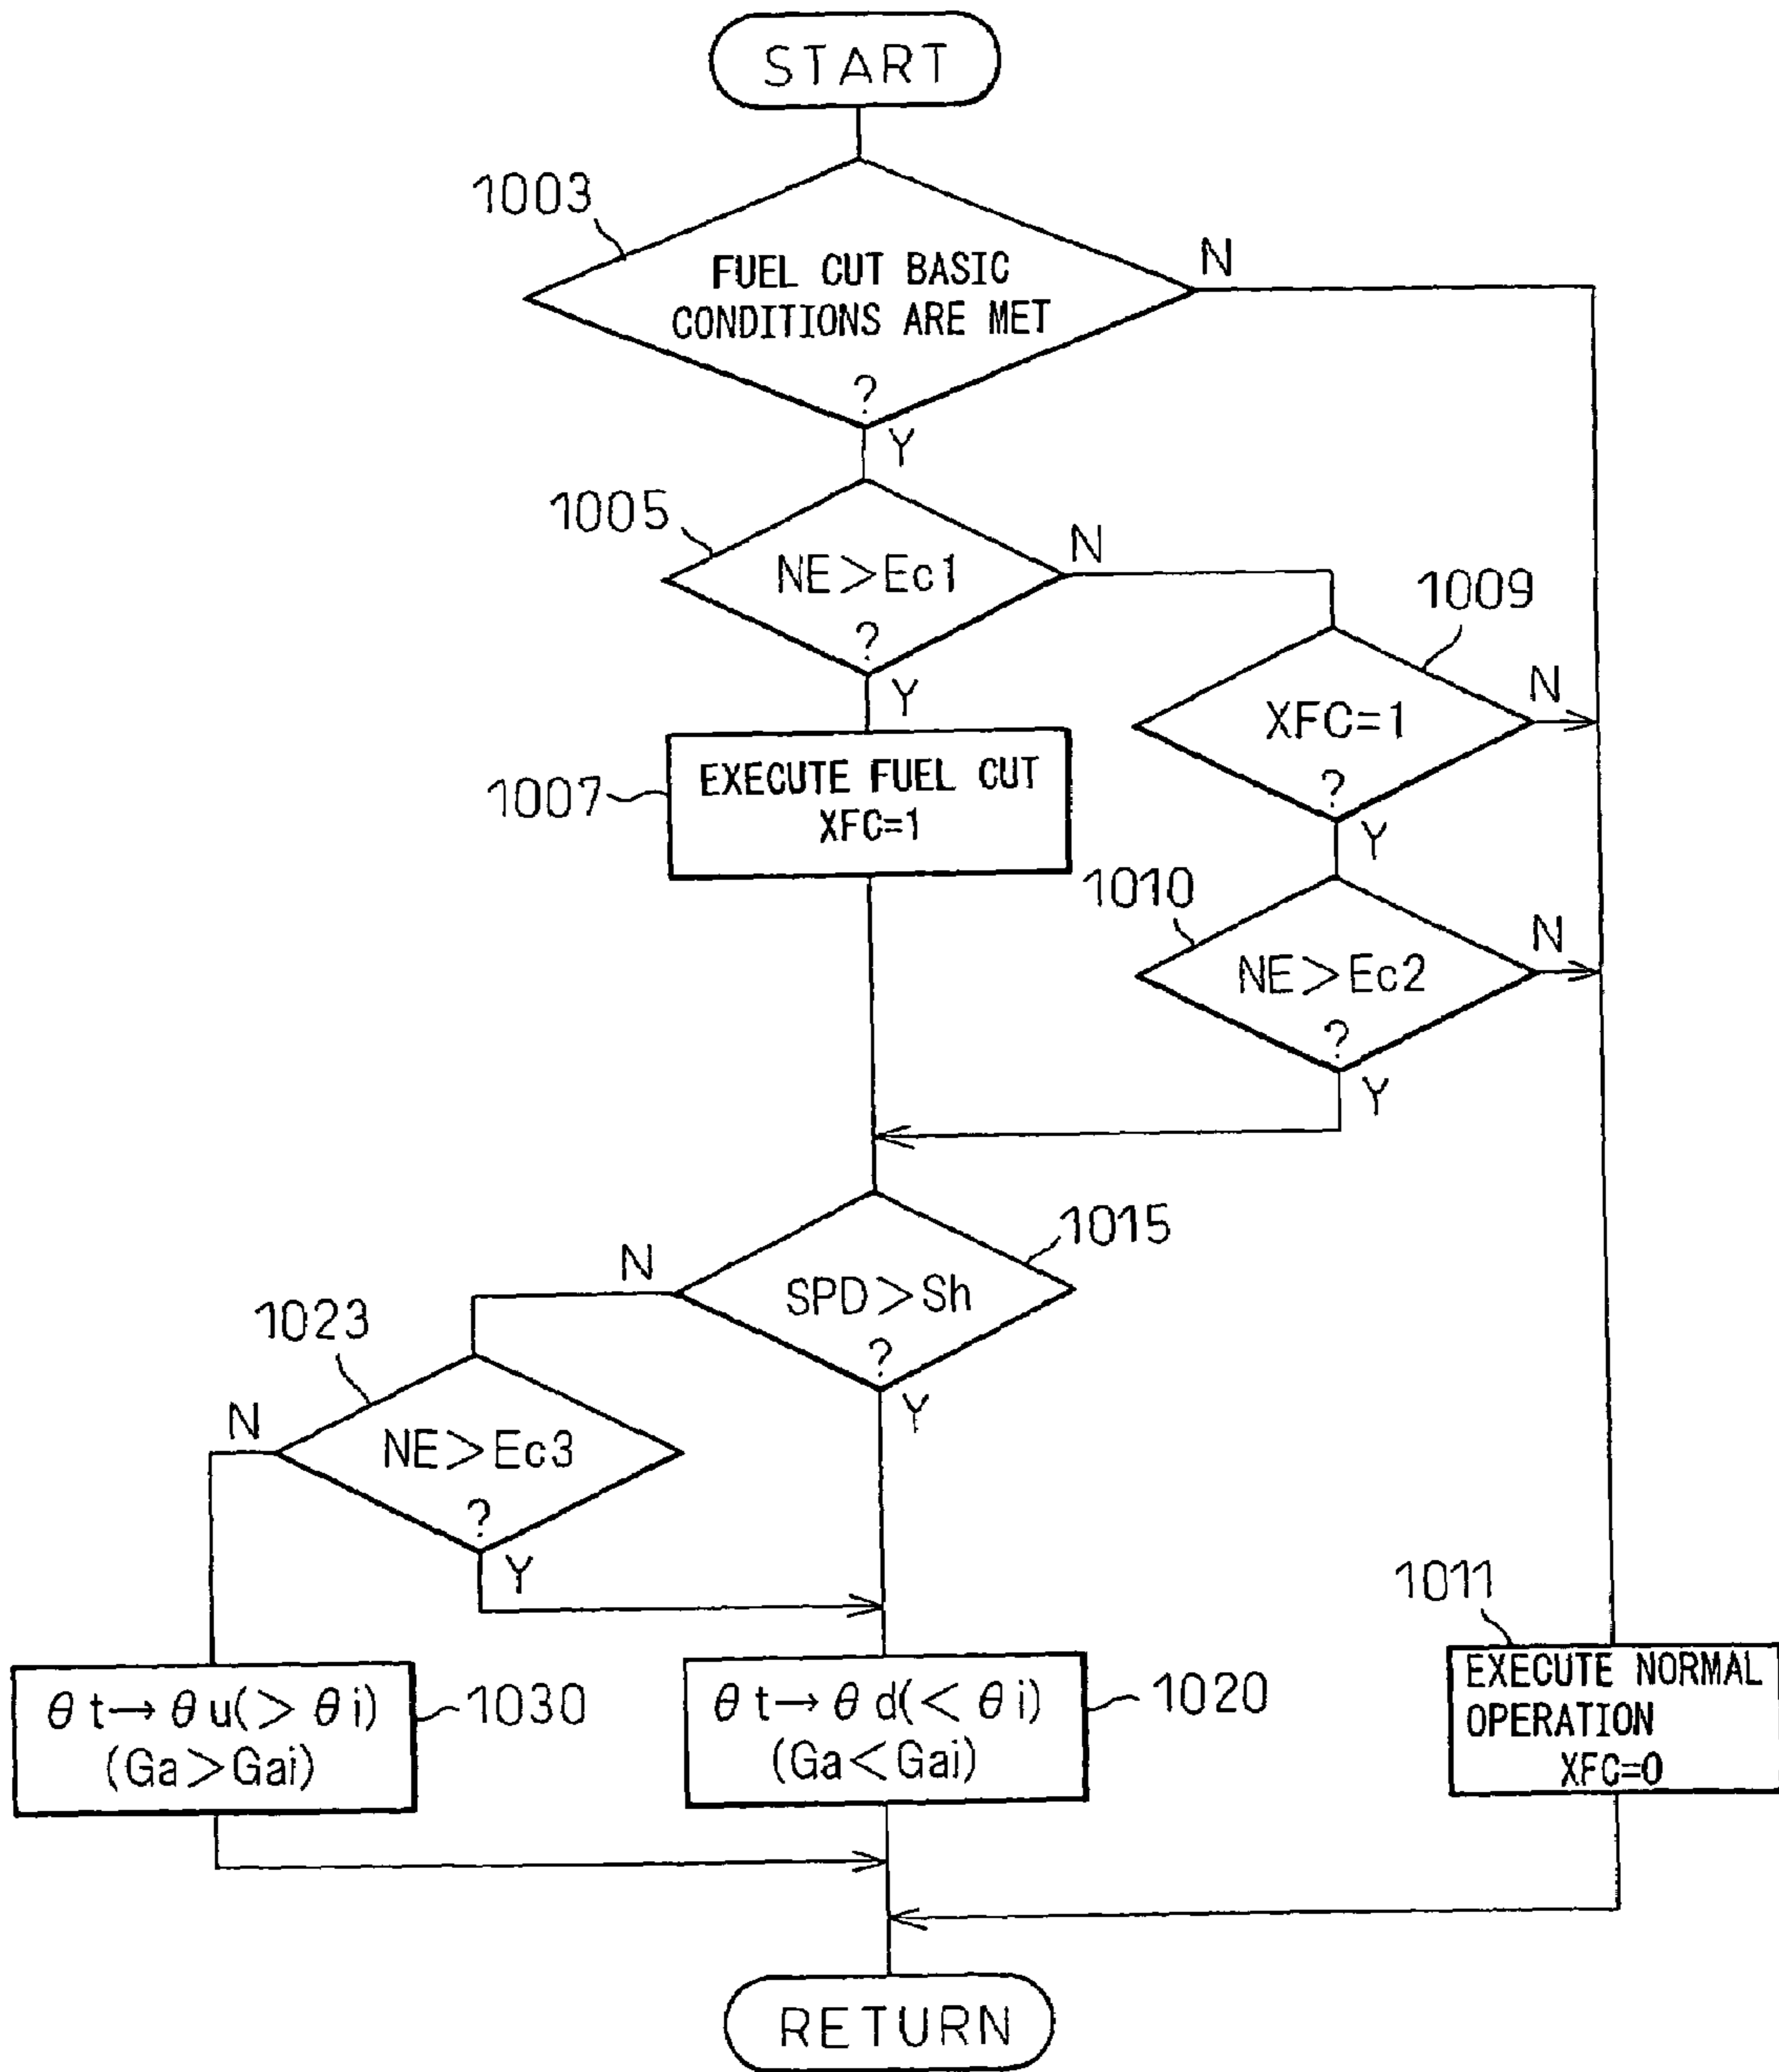 START
1003
FUEL CUT BASIC
CONDITIONS ARE MET
?
N
Y
1005
NE>Ec1
?
N
Y
1009
XFC=1
?
N
Y
1007
EXECUTE FUEL CUT
XFC=1
1010
NE>Ec2
?
N
Y
1015
SPD>Sh
?
N
Y
1023
NE>Ec3
?
N
Y
1030
θt→θu(>θi)
(Ga>Gai)
1020
θt→θd(<θi)
(Ga<Gai)
1011
EXECUTE NORMAL
OPERATION
XFC=0
RETURN